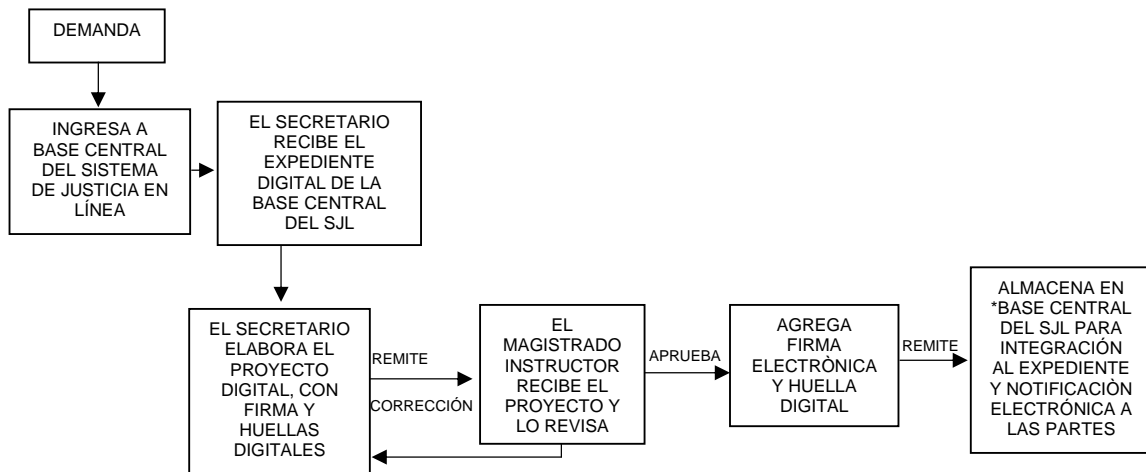 DEMANDA
INGRESA A
BASE CENTRAL
DEL SISTEMA
DE JUSTICIA EN
LÍNEA
EL SECRETARIO
RECIBE EL
EXPEDIENTE
DIGITAL DE LA
BASE CENTRAL
DEL SJL
EL SECRETARIO
ELABORA EL
PROYECTO
DIGITAL, CON
FIRMA Y
HUELLAS
DIGITALES
REMITE
CORRECCIÓN
EL
MAGISTRADO
INSTRUCTOR
RECIBE EL
PROYECTO Y
LO REVISA
APRUEBA
AGREGA
FIRMA
ELECTRÒNICA
Y HUELLA
DIGITAL
REMITE
ALMACENA EN
*BASE CENTRAL
DEL SJL PARA
INTEGRACIÓN
AL EXPEDIENTE
Y NOTIFICACIÒN
ELECTRÓNICA A
LAS PARTES